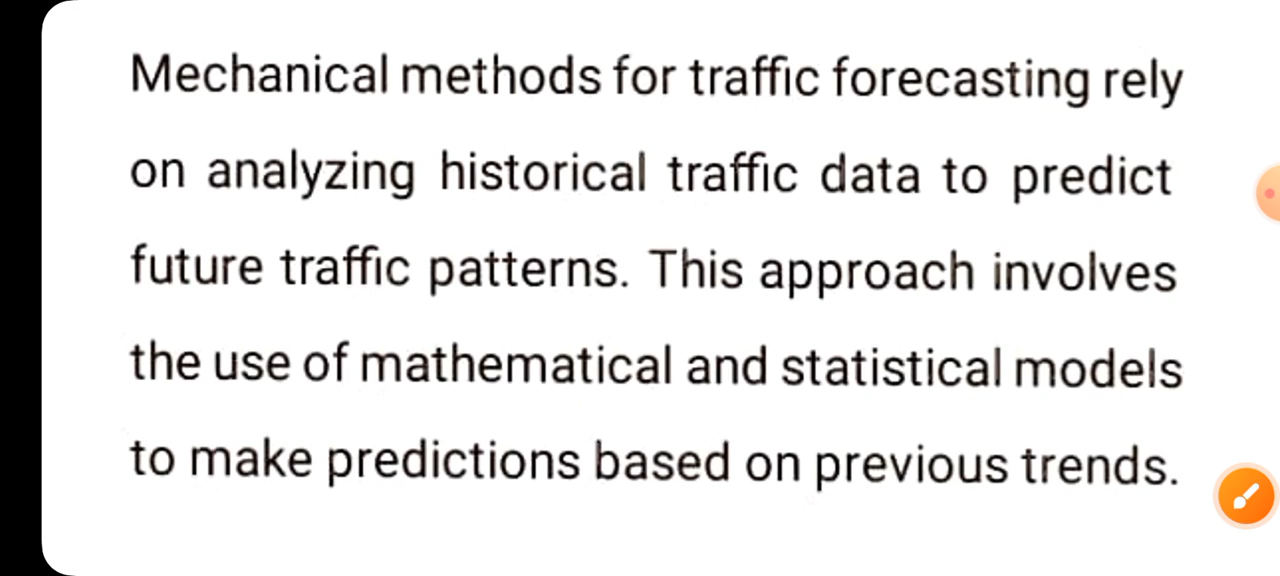 Mechanical methods for traffic forecasting rely
on analyzing historical traffic data to predict
future traffic patterns. This approach involves
the use of mathematical and statistical models
to make predictions based on previous trends.